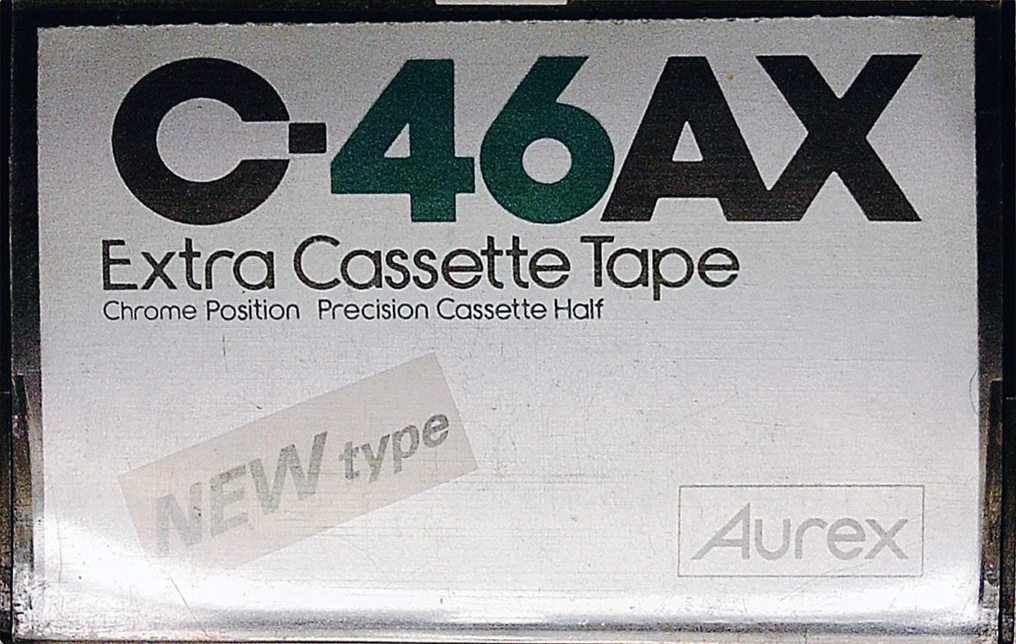 C-46AX
Extra Cassette Tape
Chrome Position Precision Cassette Half
NEW type
Aurex